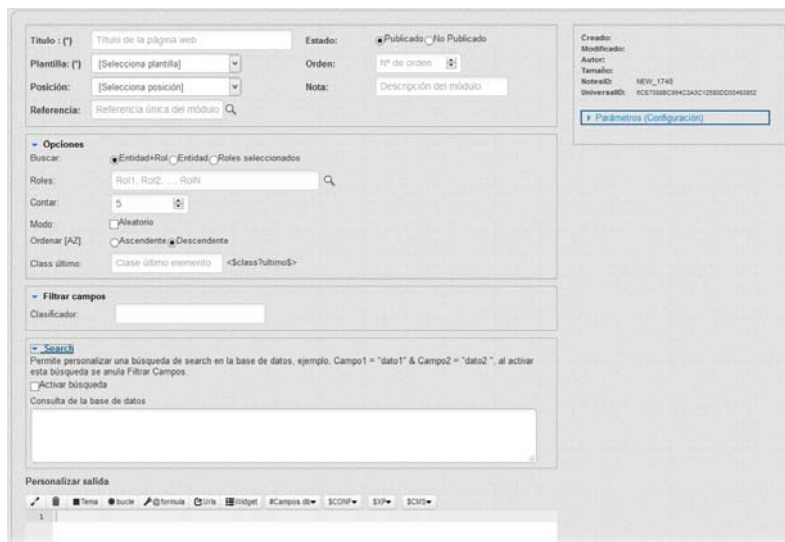 Titulo : (*) Título de la página web Estado: Publicado No Publicado
Plantilla: (*) [Selecciona plantilla] Orden: Nº de orden
Posición: [Selecciona posición] Nota: Descripción del módulo
Referencia: Referencia única del módulo
Opciones
Buscar: Entidad+Rol Entidad Roles seleccionados
Roles: Rol1, Rol2, ..., RolN
Contar: 5
Modo: Aleatorio
Ordenar [AZ] Ascendente Descendente
Class último: Clase último elemento <$class?ultimo$>
Filtrar campos
Clasificador:
Search
Permite personalizar una búsqueda de search en la base de datos, ejemplo, Campo1 = "dato1" & Campo2 = "dato2 ", al activar
esta búsqueda se anula Filtrar Campos.
Activar búsqueda
Consulta de la base de datos
Personalizar salida
Tema bucle @formula Urls Widget #Campos db $CONF $XP $CMS
1
Creado:
Modificado:
Autor:
Tamaño:
NotesID: NEW_1748
UniversalID:
Parámetros (Configuración)